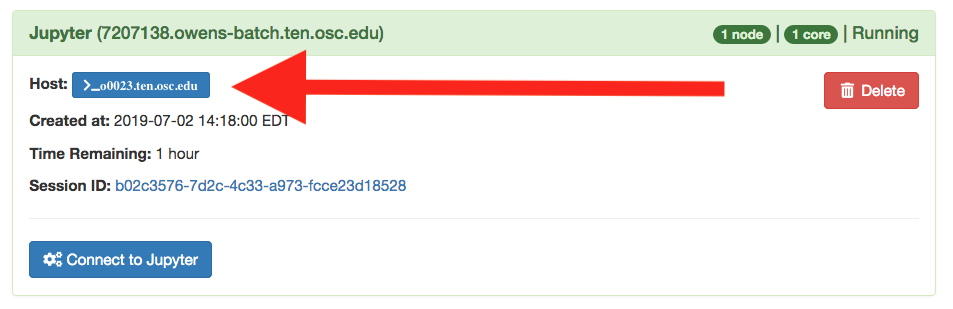 Jupyter (7207138.owens-batch.ten.osc.edu) 1 node | 1 core | Running
Host: >_o0023.ten.osc.edu
Delete
Created at: 2019-07-02 14:18:00 EDT
Time Remaining: 1 hour
Session ID: b02c3576-7d2c-4c33-a973-fcce23d18528
Connect to Jupyter